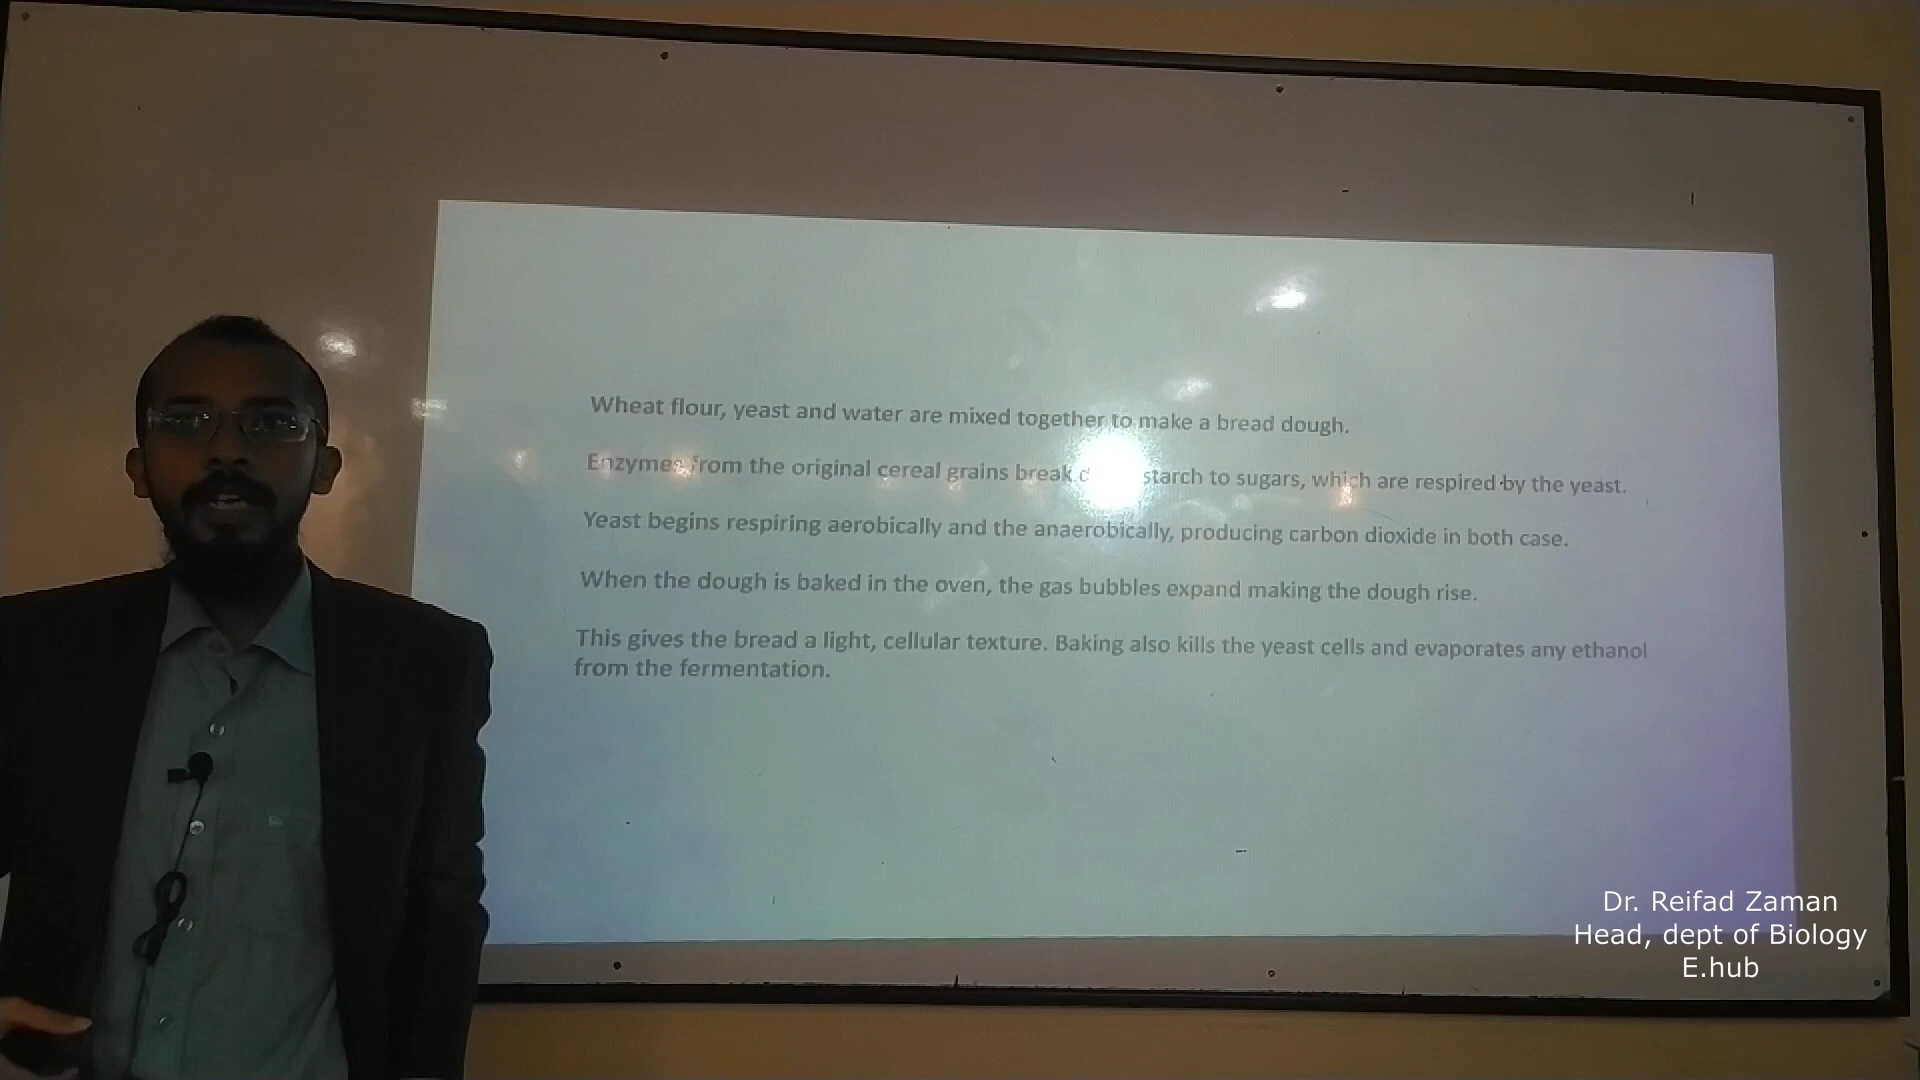 Wheat flour, yeast and water are mixed together to make a bread dough.
Enzymes from the original cereal grains break starch to sugars, which are respired by the yeast.
Yeast begins respiring aerobically and the anaerobically, producing carbon dioxide in both case.
When the dough is baked in the oven, the gas bubbles expand making the dough rise.
This gives the bread a light, cellular texture. Baking also kills the yeast cells and evaporates any ethanol
from the fermentation.
Dr. Reifad Zaman
Head, dept of Biology
E.hub